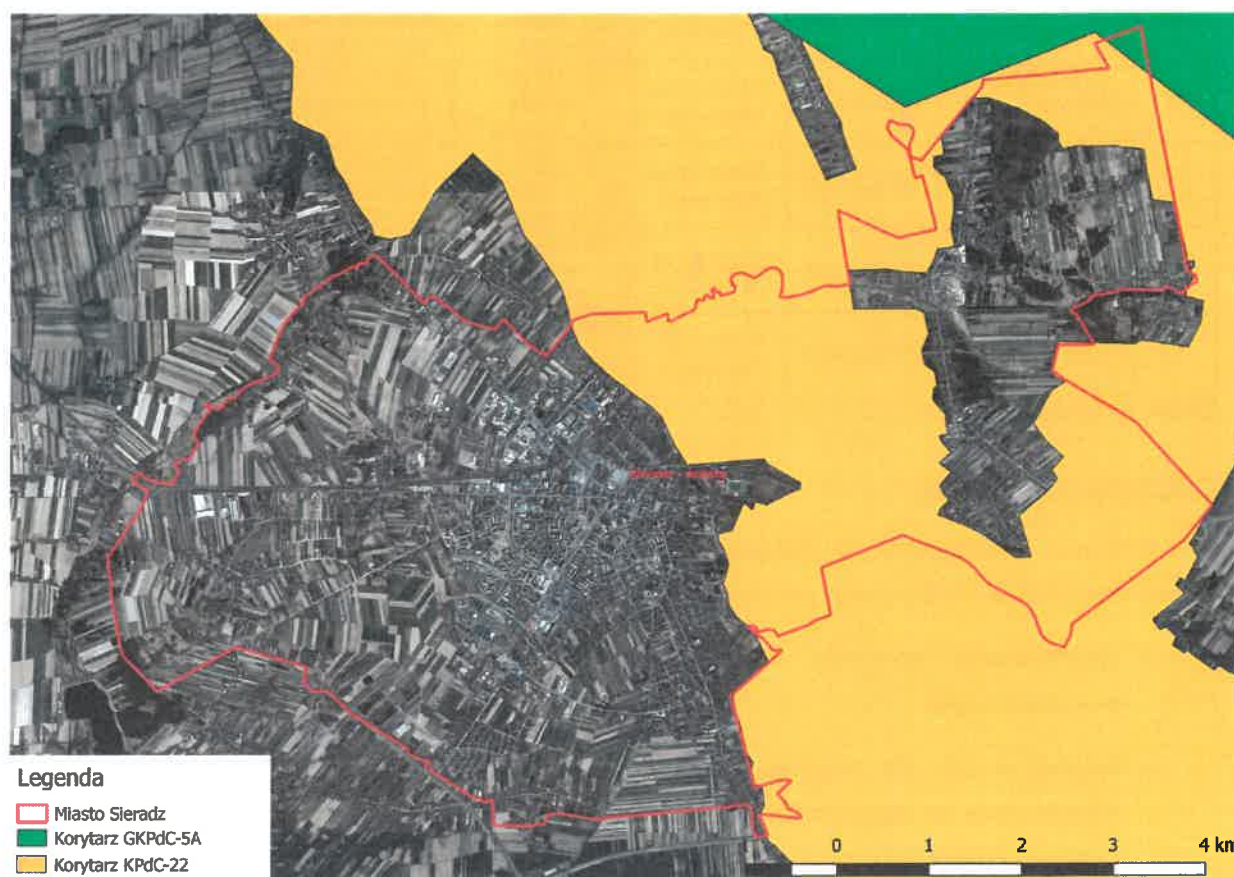 Legenda
Miasto Sieradz
Korytarz GKPdC-5A
Korytarz KPdC-22
0 1 2 3 4 km